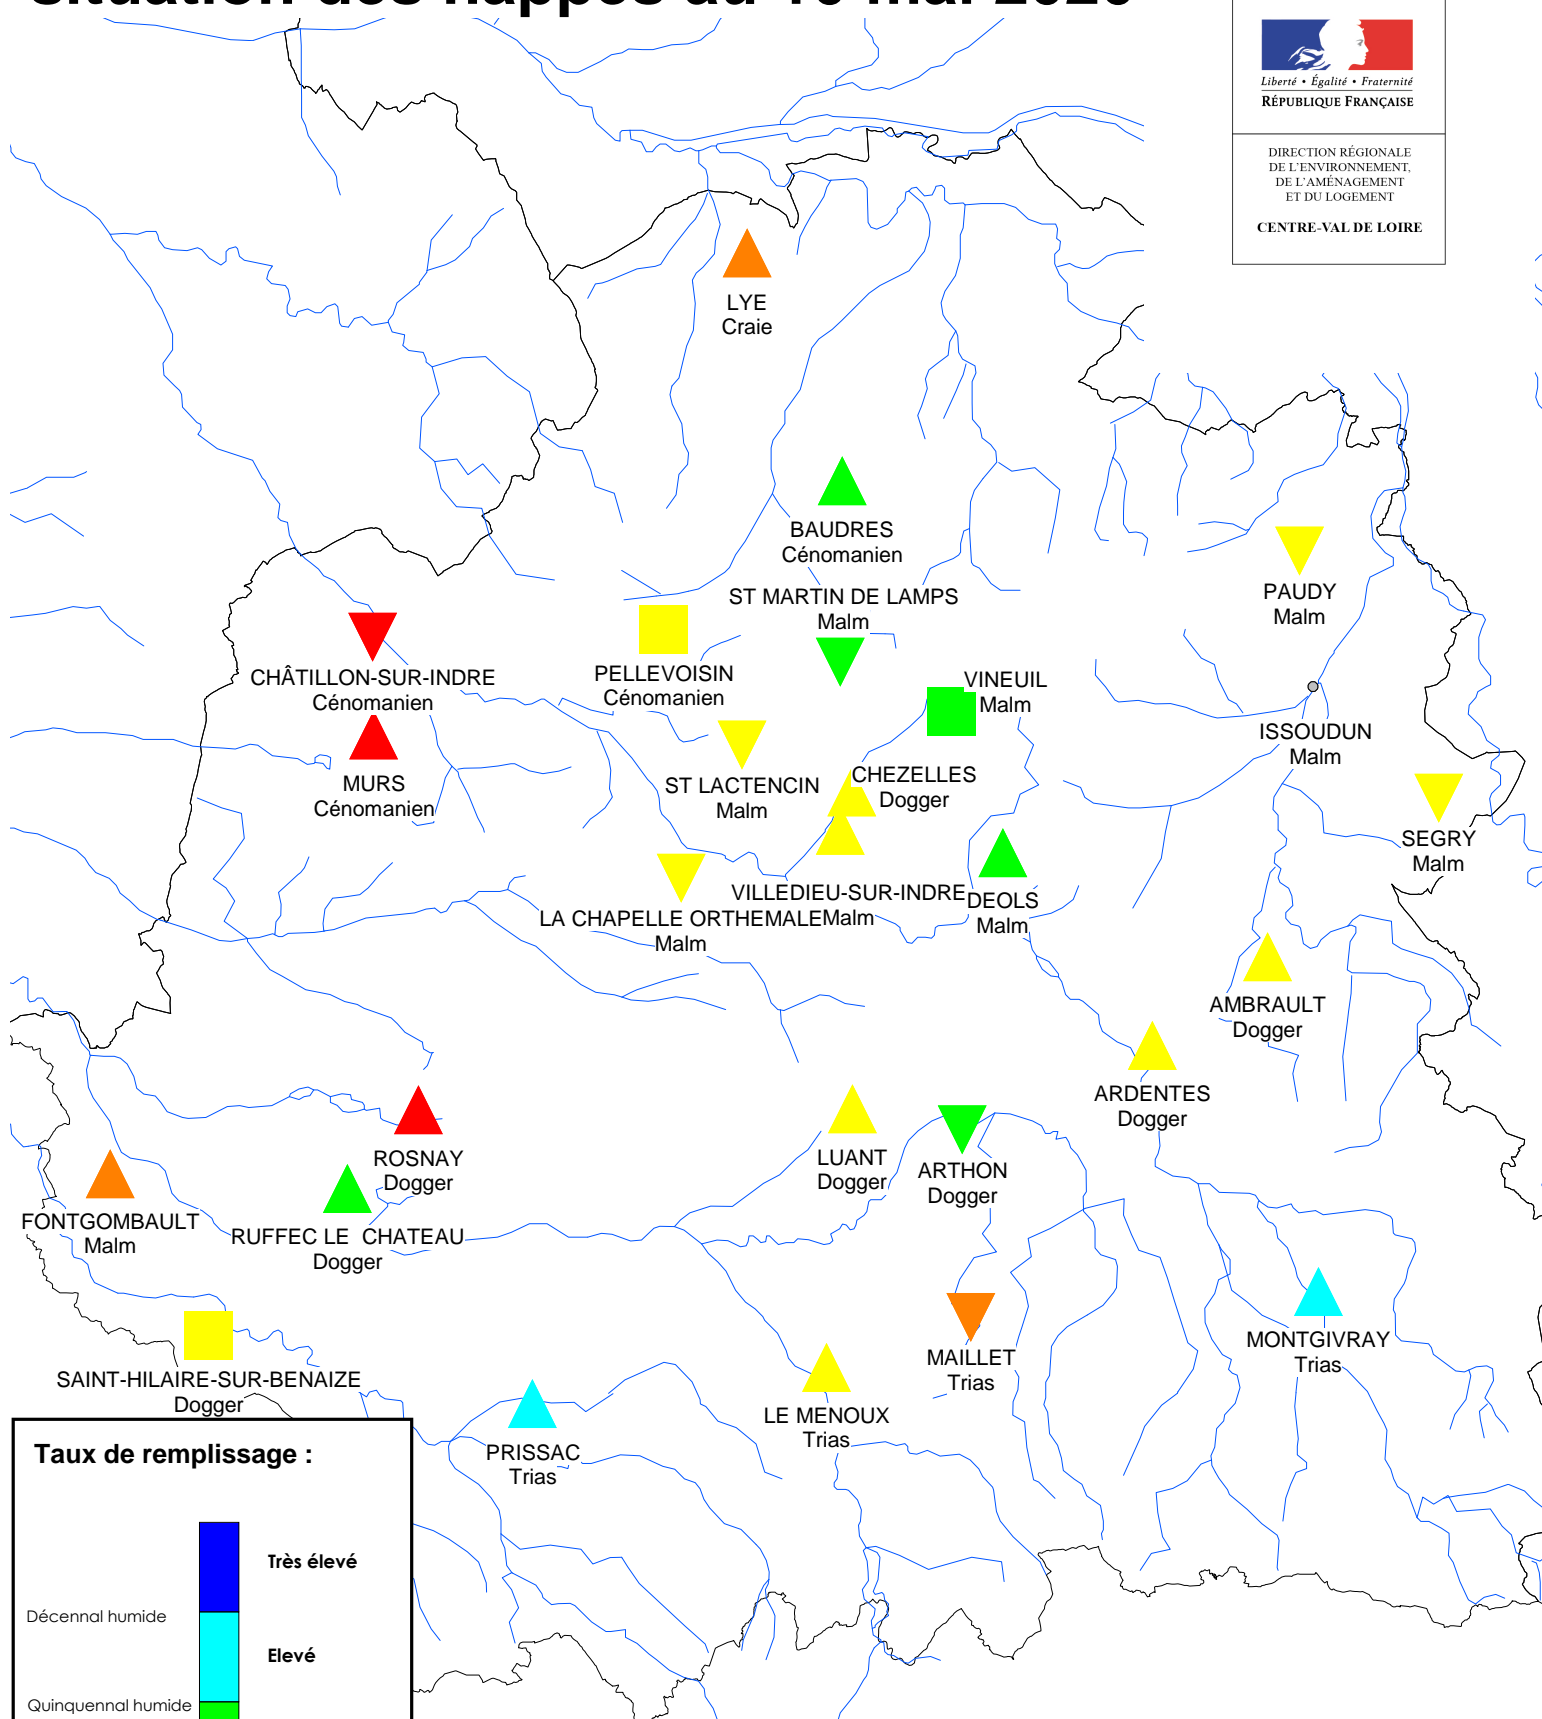 Liberté • Égalité • Fraternité
RÉPUBLIQUE FRANÇAISE
DIRECTION RÉGIONALE
DE L'ENVIRONNEMENT,
DE L'AMÉNAGEMENT
ET DU LOGEMENT
CENTRE-VAL DE LOIRE
LYE
Craie
BAUDRES
Cénomanien
ST MARTIN DE LAMPS
Malm
PAUDY
Malm
CHÂTILLON-SUR-INDRE
Cénomanien
PELLEVOISIN
Cénomanien
VINEUIL
Malm
ISSOUDUN
Malm
MURS
Cénomanien
ST LACTENCIN
Malm
CHEZELLES
Dogger
SEGRY
Malm
VILLEDIEU-SUR-INDRE
Malm
DEOLS
Malm
LA CHAPELLE ORTHEMALE
Malm
AMBRAULT
Dogger
ARDENTES
Dogger
ROSNAY
Dogger
LUANT
Dogger
ARTHON
Dogger
FONTGOMBAULT
Malm
RUFFEC LE CHATEAU
Dogger
MONTGIVRAY
Trias
MAILLET
Trias
SAINT-HILAIRE-SUR-BENAIZE
Dogger
LE MENOUX
Trias
PRISSAC
Trias
Taux de remplissage :
Très élevé
Décennal humide
Elevé
Quinquennal humide